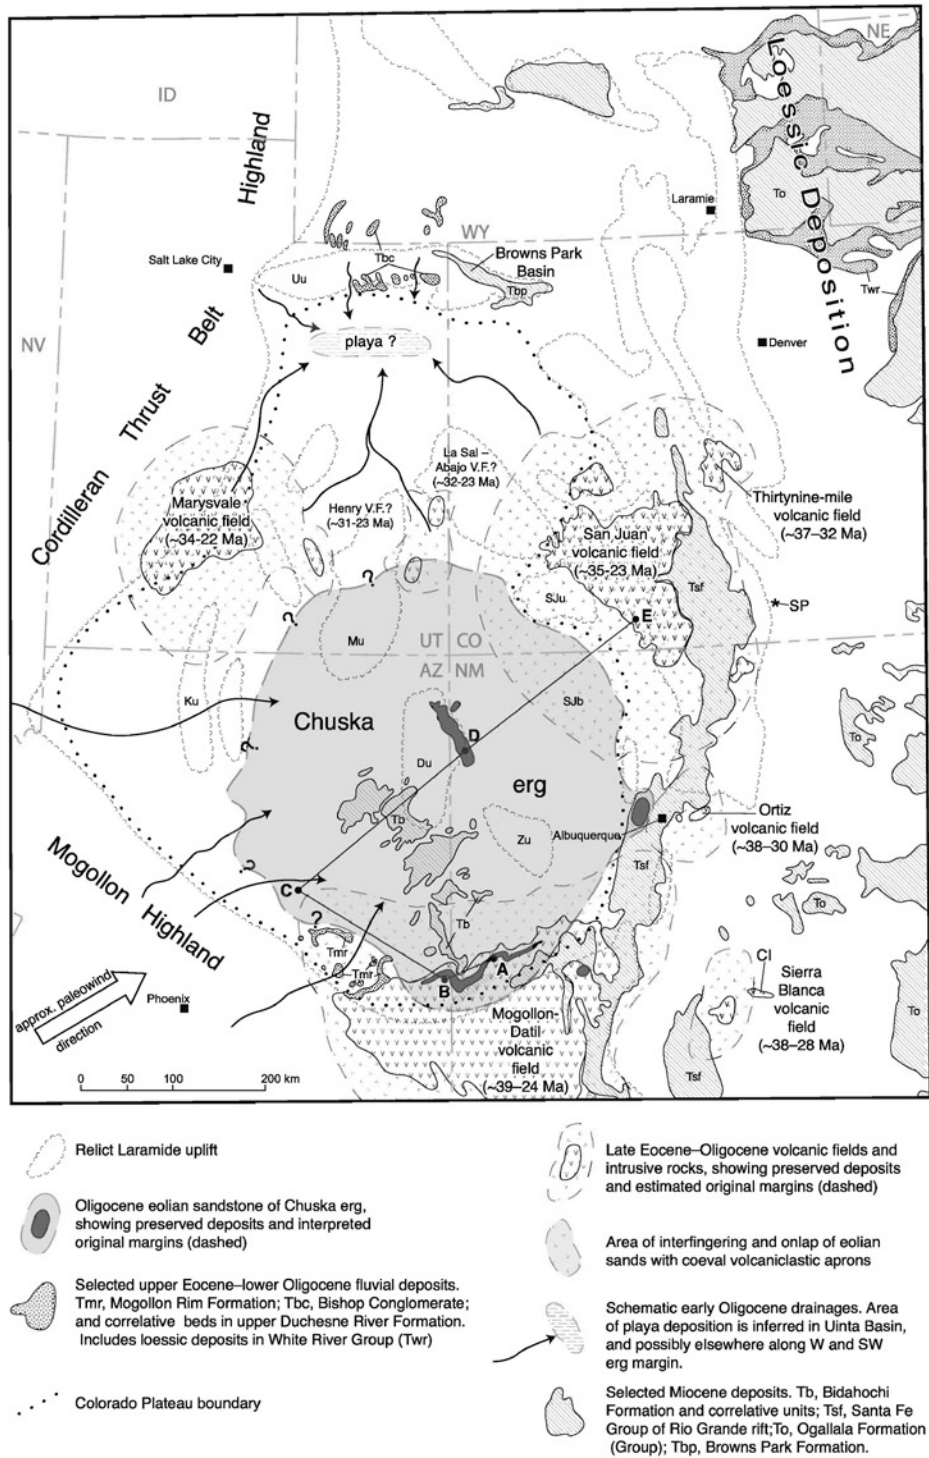 NE
ID
Loessic Deposition
Highland
To
Laramie
WY
Salt Lake City
Tbc
Browns Park
Basin
Uu
Tbp
Twr
Belt
NV
playa ?
Denver
Thrust
La Sal –
Abajo V.F.?
(~32-23 Ma)
Cordilleran
Marysvale
volcanic field
(~34-22 Ma)
Henry V.F.?
(~31-23 Ma)
Thirtynine-mile
volcanic field
(~37–32 Ma)
San Juan
volcanic field
(~35-23 Ma)
?
Tsf
SJu
* SP
?
E
Mu
UT CO
AZ NM
Ku
SJb
Chuska
To
D
?
Du
erg
Tb
Zu
Albuquerque
Ortiz
volcanic field
(~38–30 Ma)
Mogollon
Tsf
?
C
To
Highland
?
Tb
Tmr
Tmr
A
B
CI
Sierra
Blanca
volcanic
field
(~38–28 Ma)
approx. paleowind
direction
Phoenix
To
Mogollon-
Datil
volcanic
field
(~39–24 Ma)
Tsf
0 50 100 200 km
Relict Laramide uplift
Oligocene eolian sandstone of Chuska erg,
showing preserved deposits and interpreted
original margins (dashed)
Selected upper Eocene–lower Oligocene fluvial deposits.
Tmr, Mogollon Rim Formation; Tbc, Bishop Conglomerate;
and correlative beds in upper Duchesne River Formation.
Includes loessic deposits in White River Group (Twr)
Colorado Plateau boundary
Late Eocene–Oligocene volcanic fields and
intrusive rocks, showing preserved deposits
and estimated original margins (dashed)
Area of interfingering and onlap of eolian
sands with coeval volcaniclastic aprons
Schematic early Oligocene drainages. Area
of playa deposition is inferred in Uinta Basin,
and possibly elsewhere along W and SW
erg margin.
Selected Miocene deposits. Tb, Bidahochi
Formation and correlative units; Tsf, Santa Fe
Group of Rio Grande rift;To, Ogallala Formation
(Group); Tbp, Browns Park Formation.